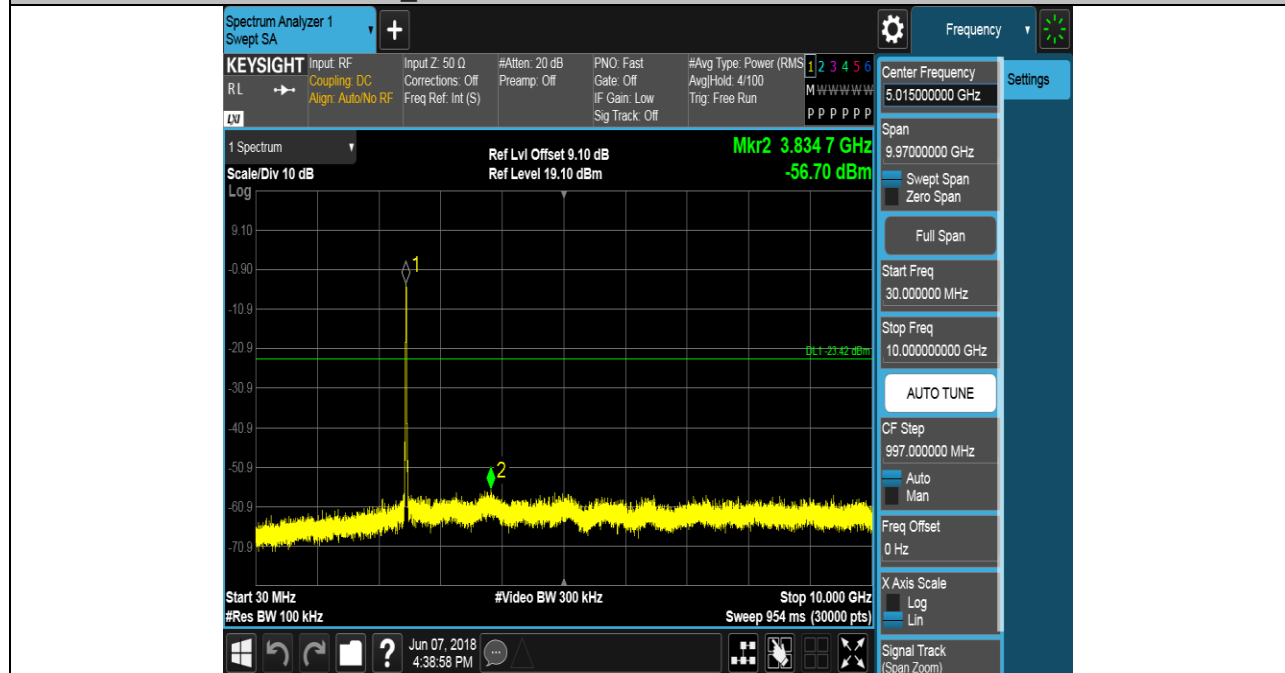 Spectrum Analyzer 1
Swept SA
+
Frequency
KEYSIGHT
RL
LXI
Input: RF
Coupling: DC
Align: Auto/No RF
Input Z: 50 Ω
Corrections: Off
Freq Ref: Int (S)
#Atten: 20 dB
Preamp: Off
PNO: Fast
Gate: Off
IF Gain: Low
Sig Track: Off
#Avg Type: Power (RMS
Avg|Hold: 4/100
Trig: Free Run
1 2 3 4 5 6
M W W W W W
P P P P P P
1 Spectrum
Scale/Div 10 dB
Log
Ref Lvl Offset 9.10 dB
Ref Level 19.10 dBm
Mkr2 3.834 7 GHz
-56.70 dBm
9.10
-0.90
-10.9
-20.9
-30.9
-40.9
-50.9
-60.9
-70.9
1
2
DL1 -23.42 dBm
Start 30 MHz
#Res BW 100 kHz
#Video BW 300 kHz
Stop 10.000 GHz
Sweep 954 ms (30000 pts)
?
Jun 07, 2018
4:38:58 PM
Center Frequency
5.015000000 GHz
Span
9.97000000 GHz
Swept Span
Zero Span
Full Span
Start Freq
30.000000 MHz
Stop Freq
10.000000000 GHz
AUTO TUNE
CF Step
997.000000 MHz
Auto
Man
Freq Offset
0 Hz
X Axis Scale
Log
Lin
Signal Track
(Span Zoom)
Settings